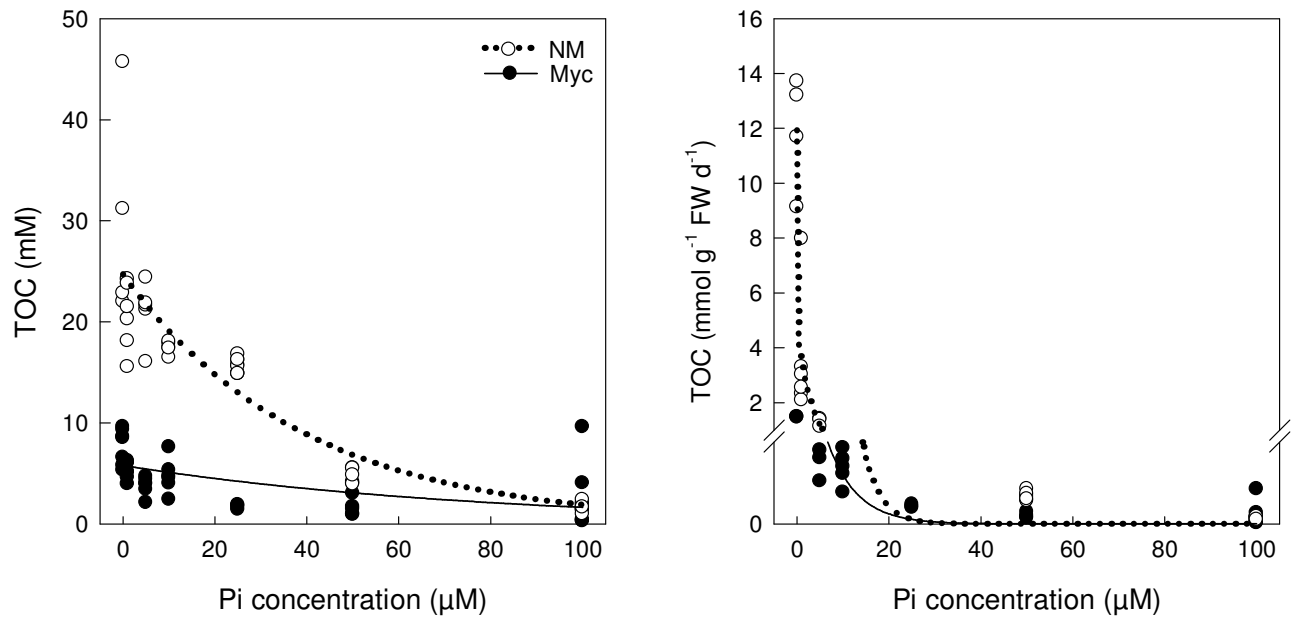 50
40
30
20
10
0
TOC (mM)
NM
Myc
0 20 40 60 80 100
Pi concentration (μM)
16
14
12
10
8
6
4
2
0
TOC (mmol g⁻¹ FW d⁻¹)
0 20 40 60 80 100
Pi concentration (μM)